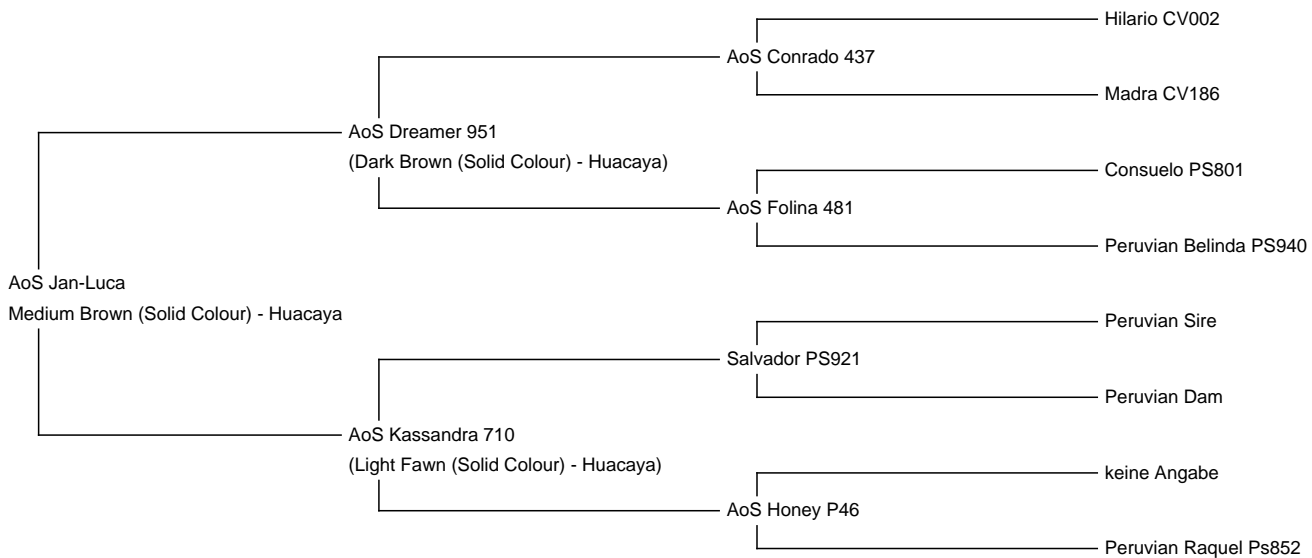 Hilario CV002
AoS Conrado 437
Madra CV186
AoS Dreamer 951
(Dark Brown (Solid Colour) - Huacaya)
Consuelo PS801
AoS Folina 481
Peruvian Belinda PS940
AoS Jan-Luca
Medium Brown (Solid Colour) - Huacaya
Peruvian Sire
Salvador PS921
Peruvian Dam
AoS Kassandra 710
(Light Fawn (Solid Colour) - Huacaya)
keine Angabe
AoS Honey P46
Peruvian Raquel Ps852